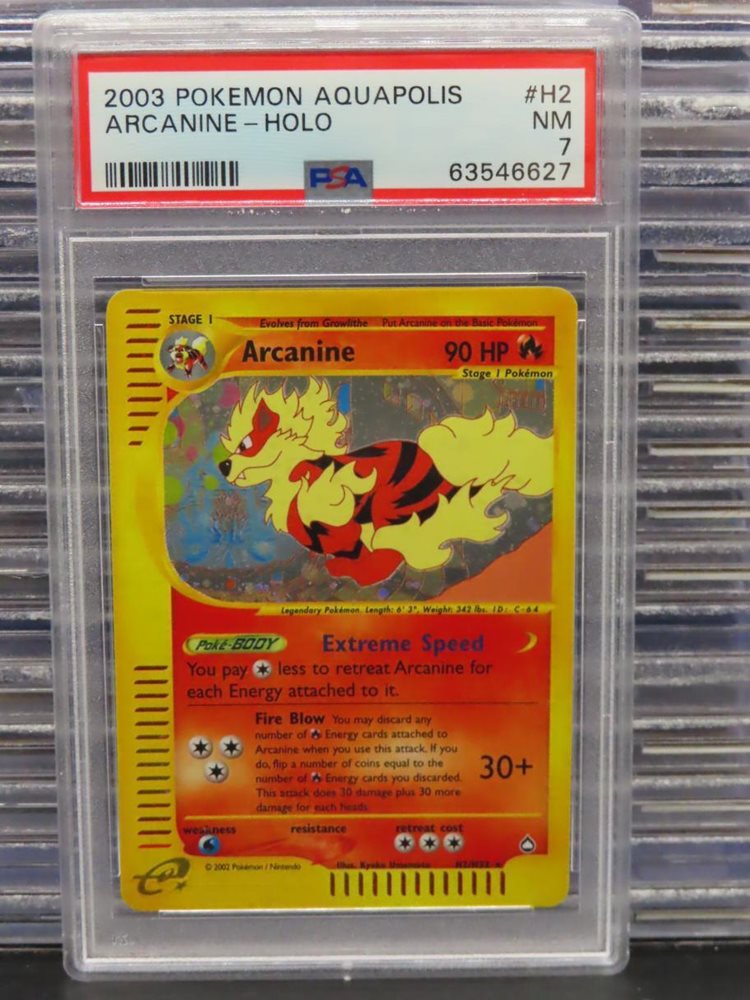 2003 POKEMON AQUAPOLIS #H2
ARCANINE – HOLO NM
7
PSA 63546627
STAGE 1 Evolves from Growlithe Put Arcanine on the Basic Pokémon
Arcanine 90 HP
Stage 1 Pokémon
Legendary Pokémon. Length: 6' 3", Weight: 342 lbs. ID: C-64
Poké-BODY Extreme Speed
You pay less to retreat Arcanine for
each Energy attached to it.
Fire Blow You may discard any
number of Energy cards attached to
Arcanine when you use this attack. If you
do, flip a number of coins equal to the
number of Energy cards you discarded.
This attack does 30 damage plus 30 more
damage for each heads.
30+
weakness resistance retreat cost
e
© 2002 Pokémon / Nintendo Illus. Kyoko Umemoto H2/H32